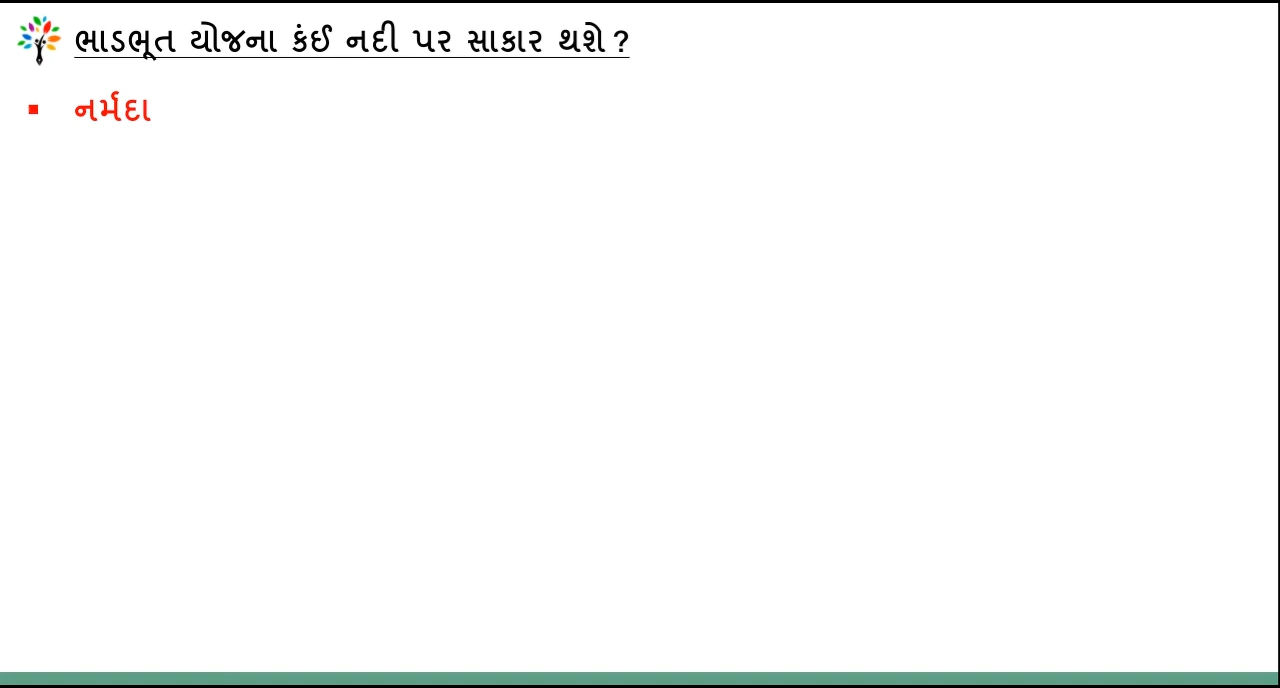 ભાડભૂત યોજના કંઈ નદી પર સાકાર થશે ?
▪ નર્મદા